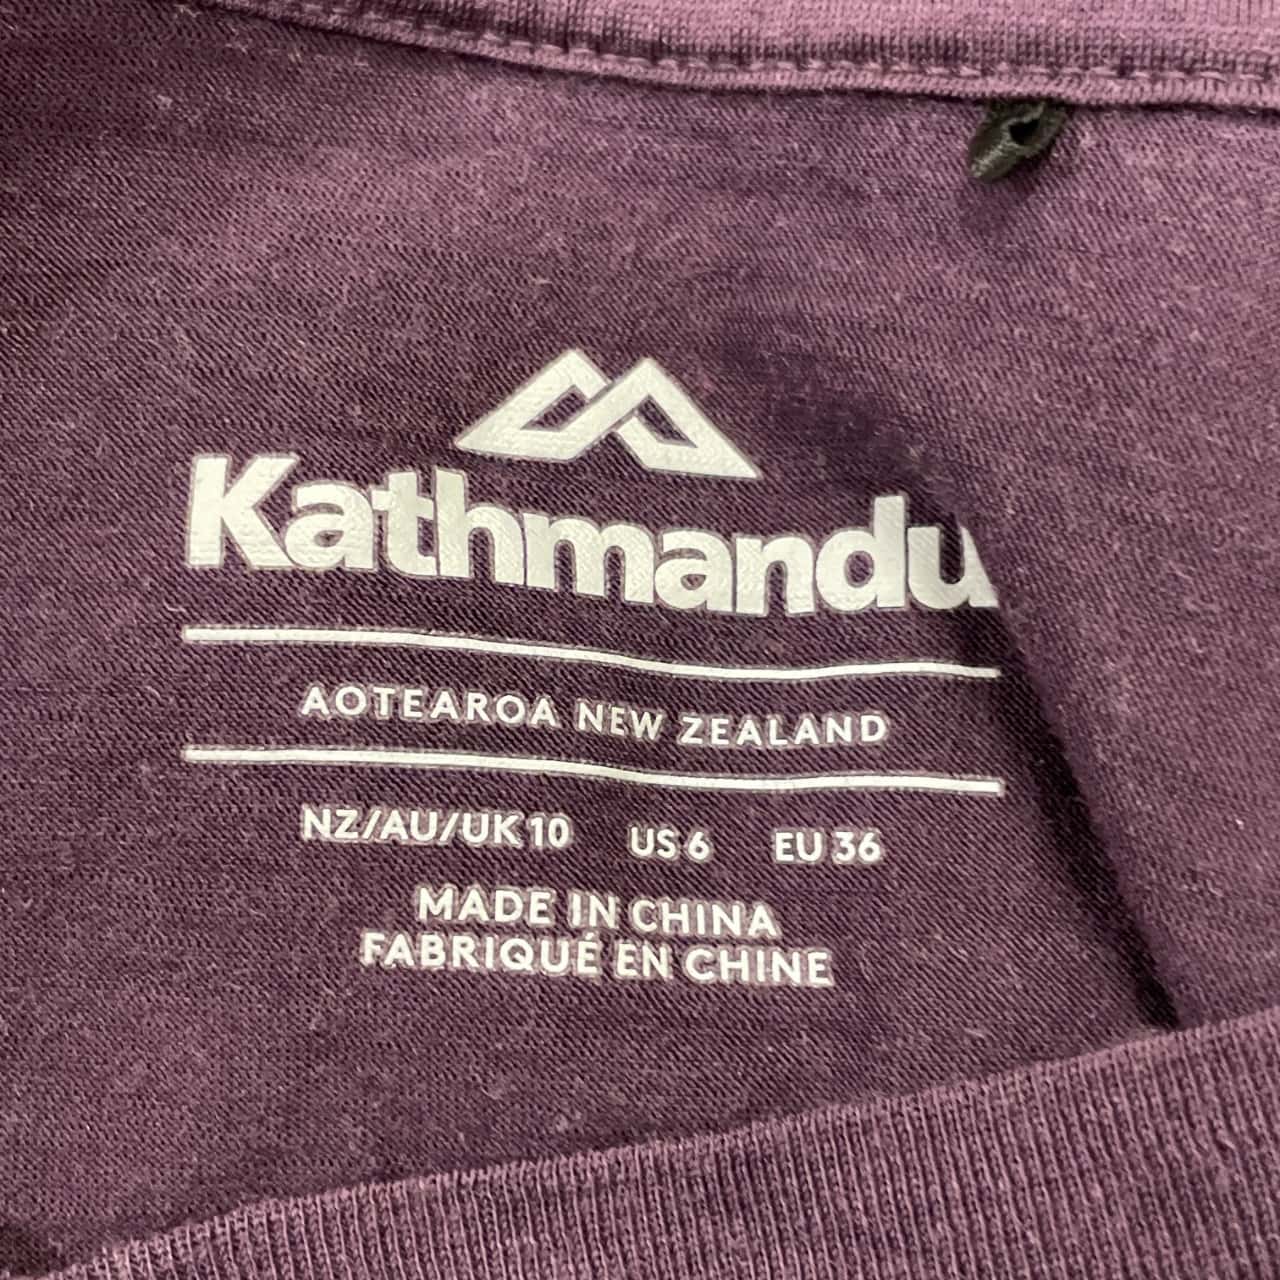 Kathmandu
AOTEAROA NEW ZEALAND
NZ/AU/UK 10 US 6 EU 36
MADE IN CHINA
FABRIQUÉ EN CHINE